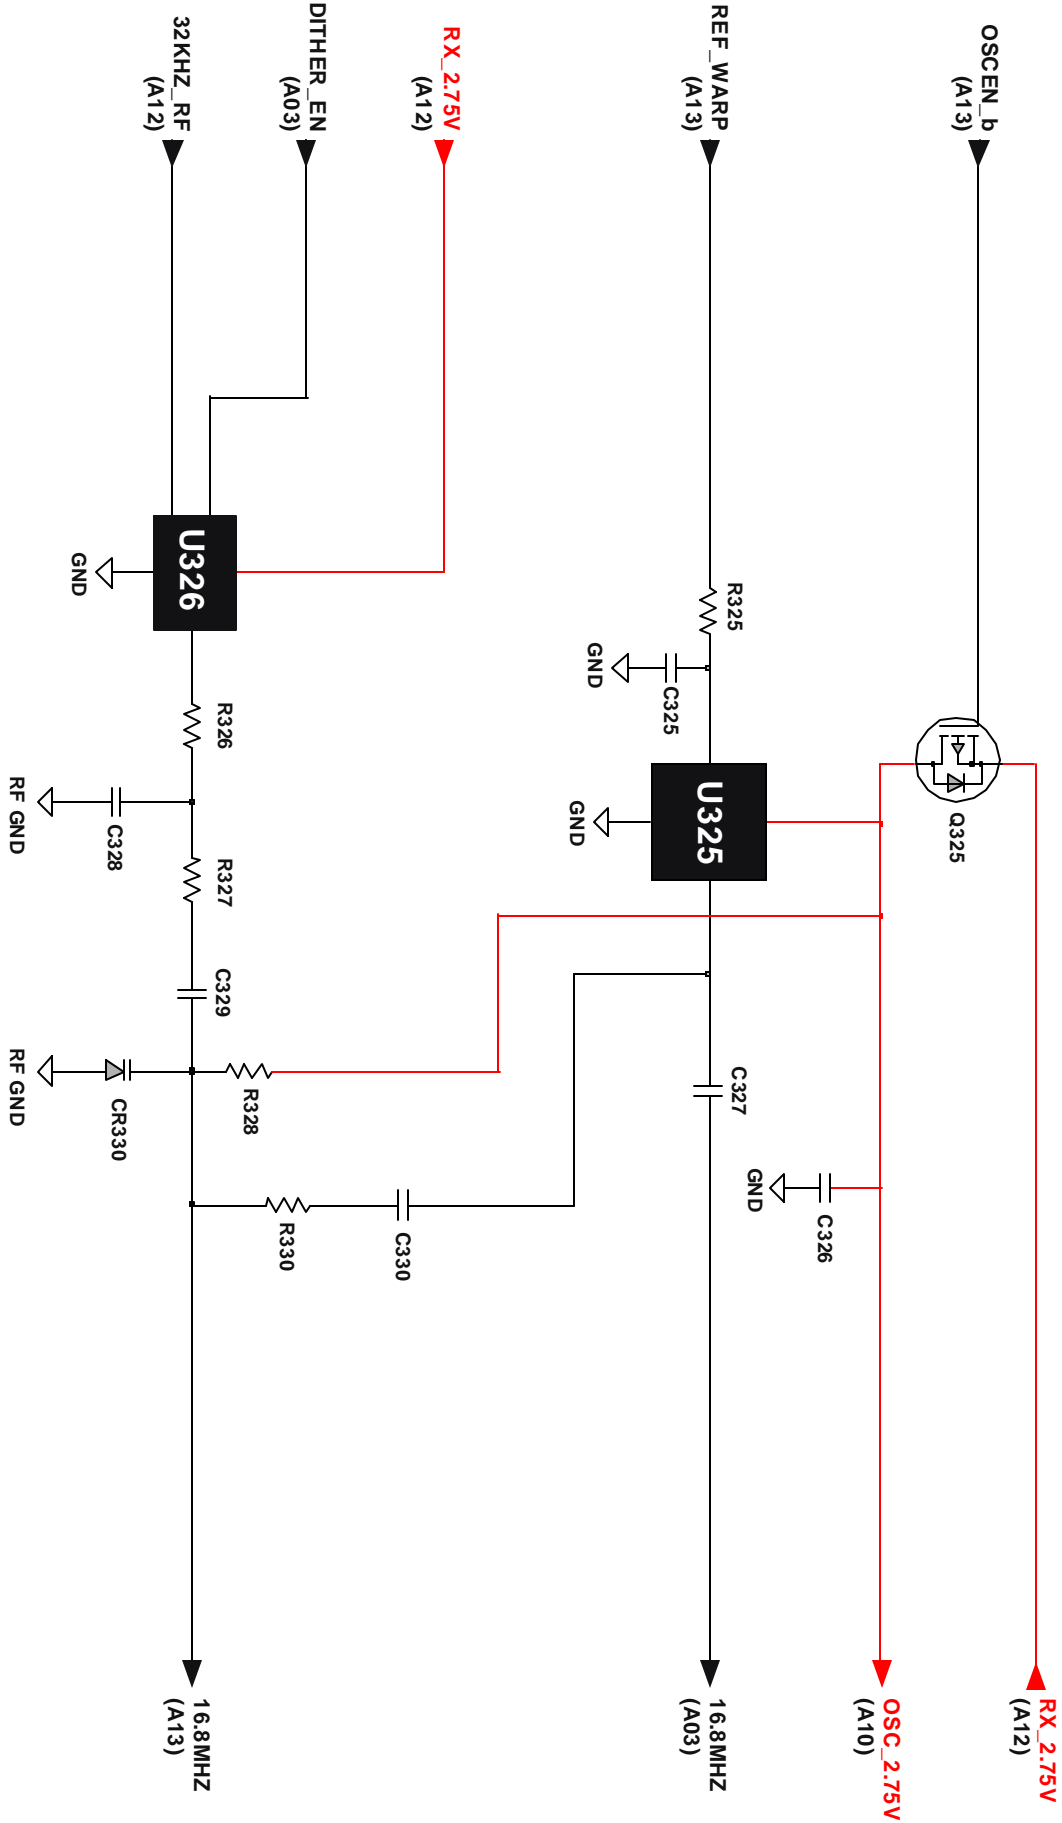 OSCEN_b
(A13)
RX_2.75V
(A12)
Q325
OSC_2.75V
(A10)
C326
GND
REF_WARP
(A13)
R325
C325
GND
U325
GND
C327
16.8MHZ
(A03)
RX_2.75V
(A12)
DITHER_EN
(A03)
32KHZ_RF
(A12)
U326
GND
R326
C328
RF GND
R327
C329
R328
CR330
RF GND
R330
C330
16.8MHZ
(A13)